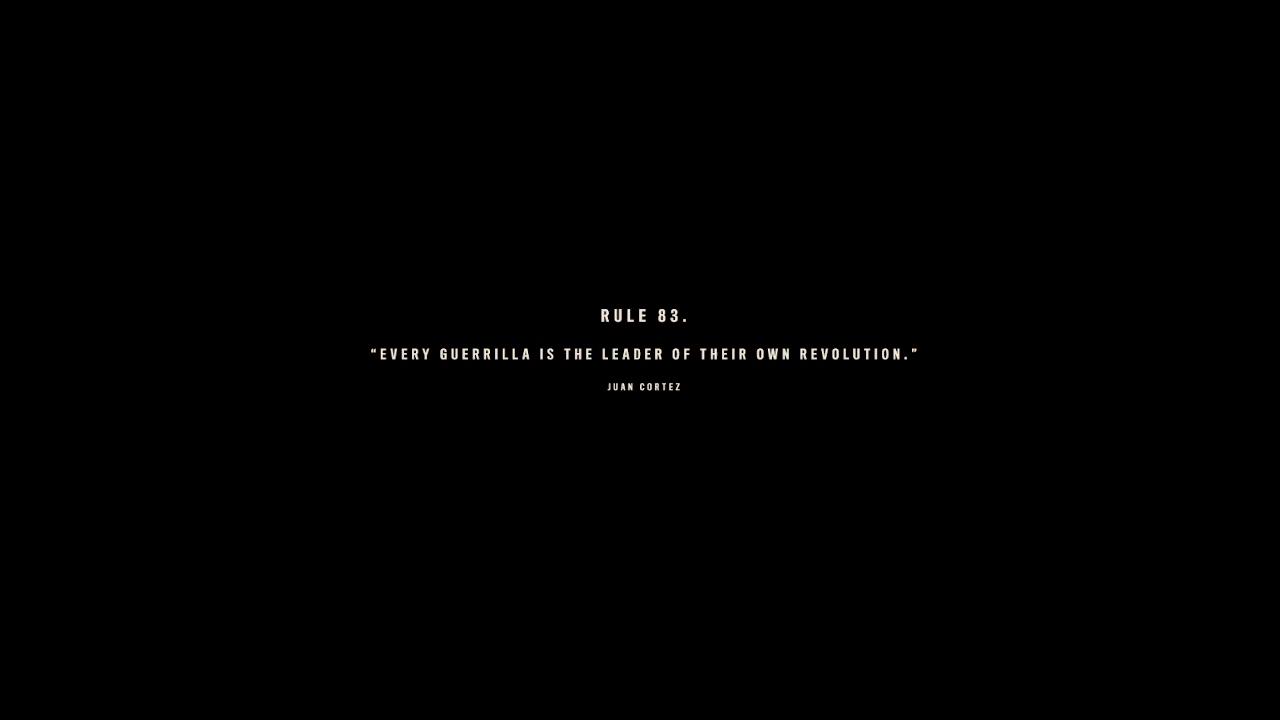 RULE 83.
“EVERY GUERRILLA IS THE LEADER OF THEIR OWN REVOLUTION.”
JUAN CORTEZ